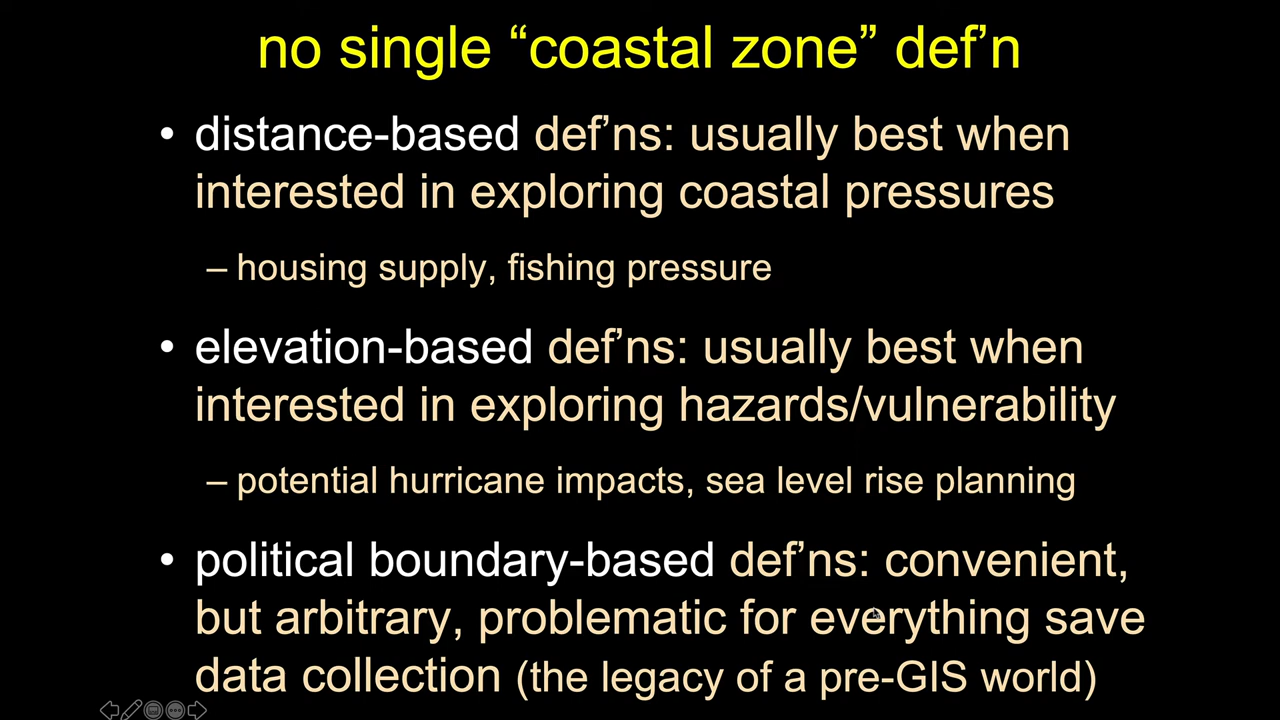 no single “coastal zone” def’n
• distance-based def’ns: usually best when
interested in exploring coastal pressures
– housing supply, fishing pressure
• elevation-based def’ns: usually best when
interested in exploring hazards/vulnerability
– potential hurricane impacts, sea level rise planning
• political boundary-based def’ns: convenient,
but arbitrary, problematic for everything save
data collection (the legacy of a pre-GIS world)